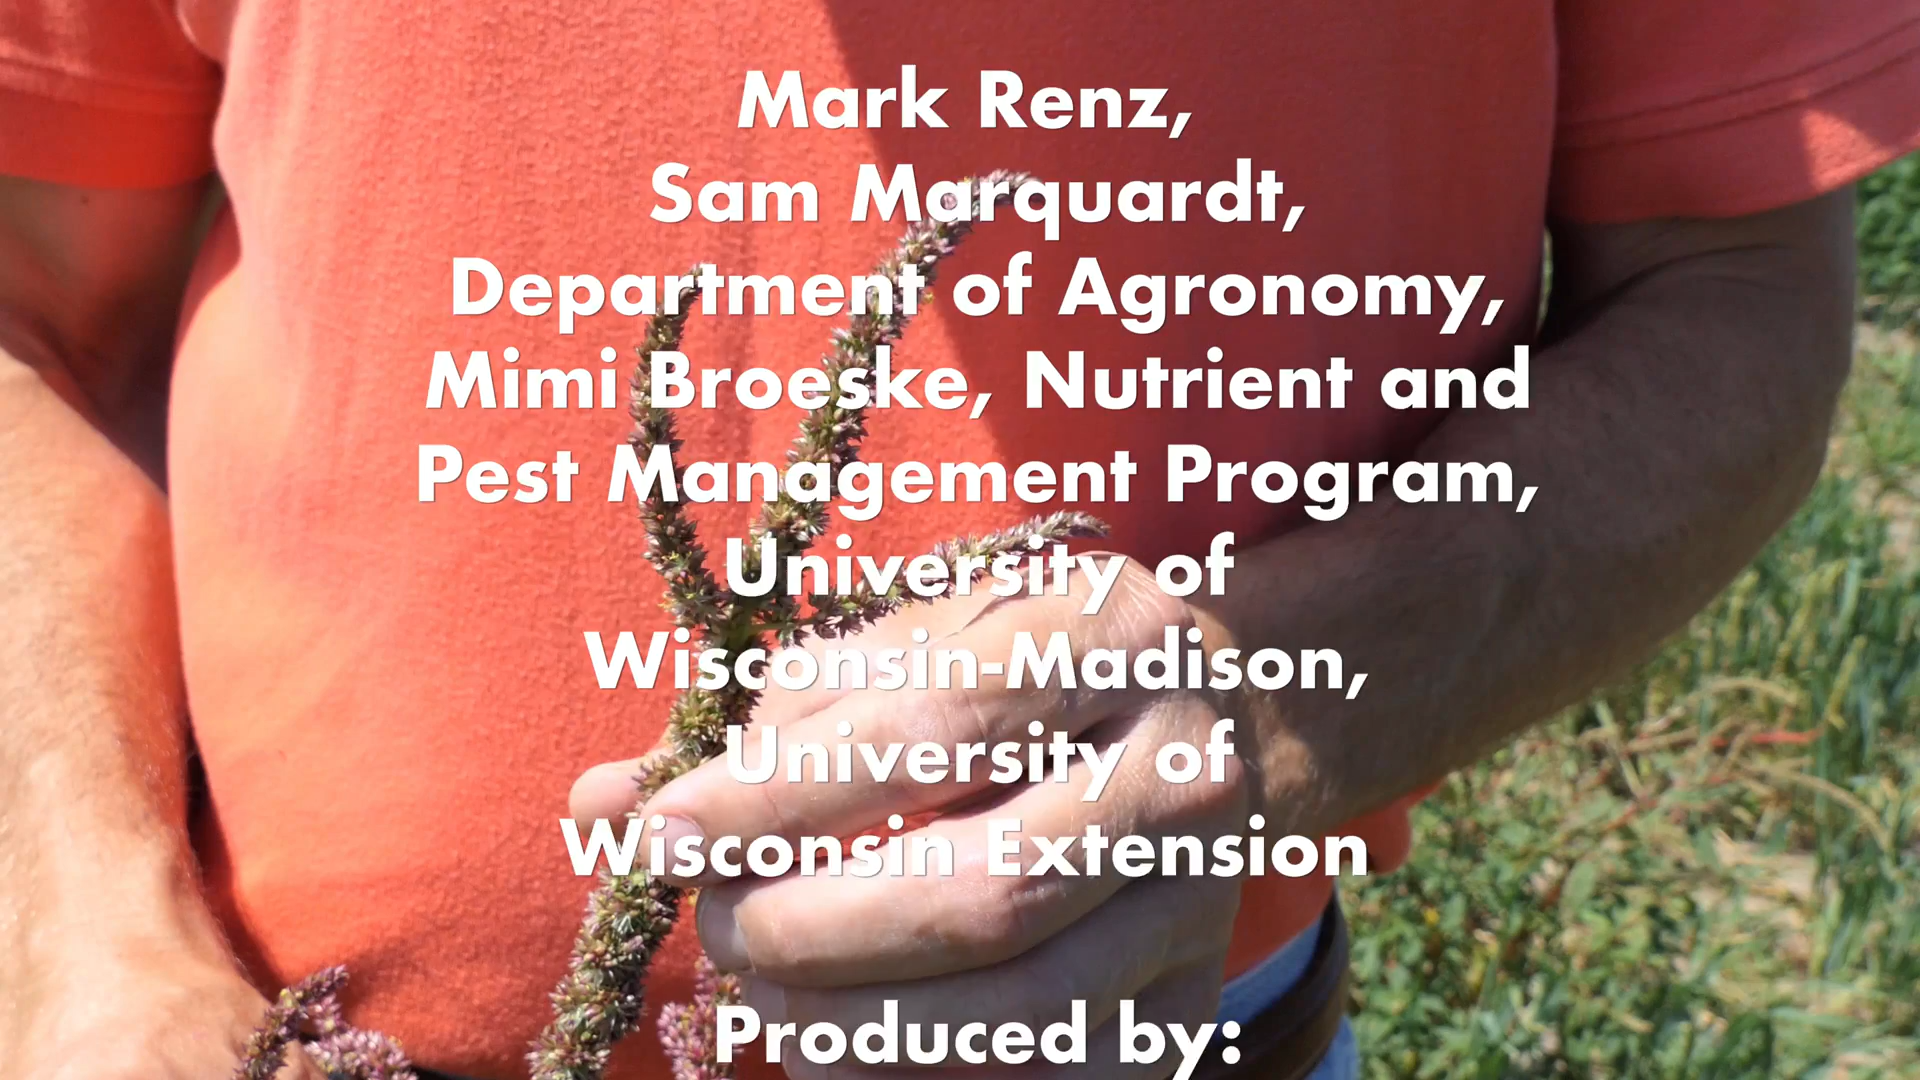 Mark Renz,
Sam Marquardt,
Department of Agronomy,
Mimi Broeske, Nutrient and
Pest Management Program,
University of
Wisconsin-Madison,
University of
Wisconsin Extension
Produced by: